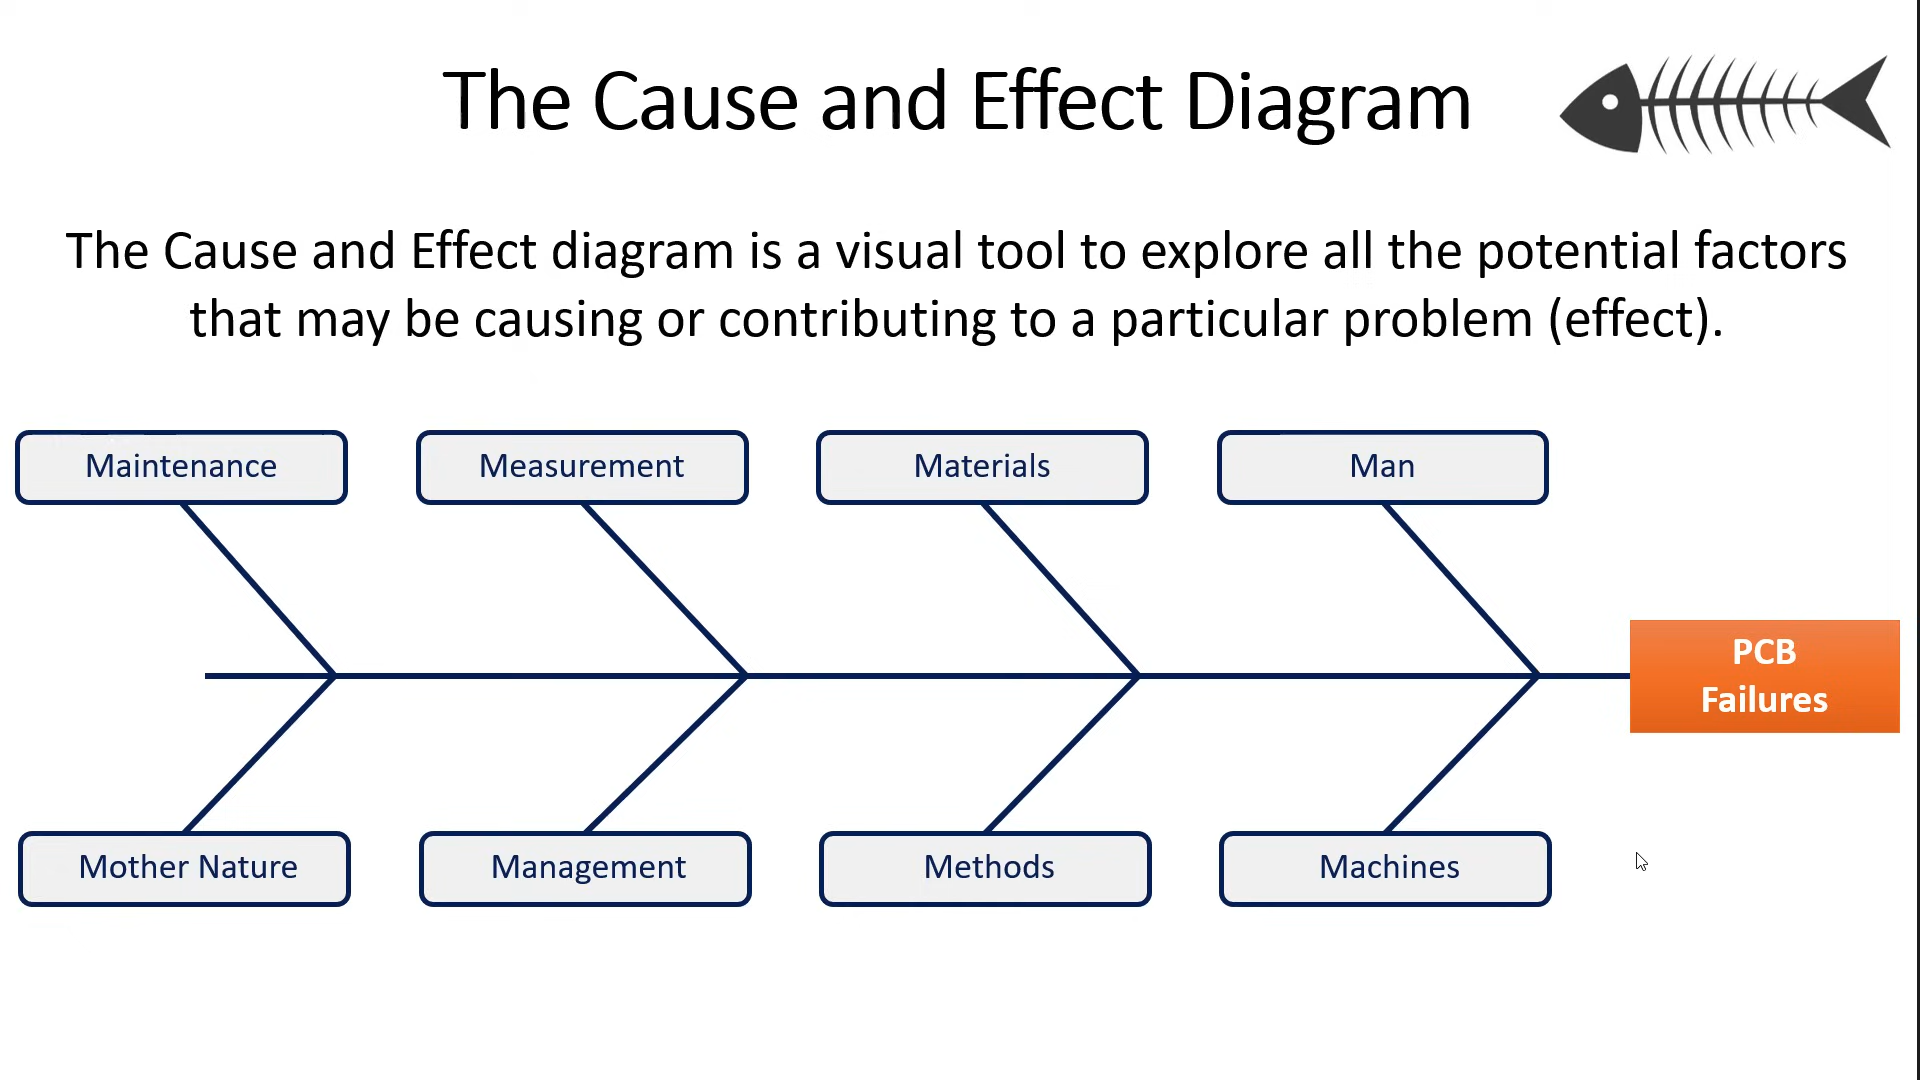 The Cause and Effect Diagram
The Cause and Effect diagram is a visual tool to explore all the potential factors
that may be causing or contributing to a particular problem (effect).
Maintenance
Measurement
Materials
Man
PCB
Failures
Mother Nature
Management
Methods
Machines